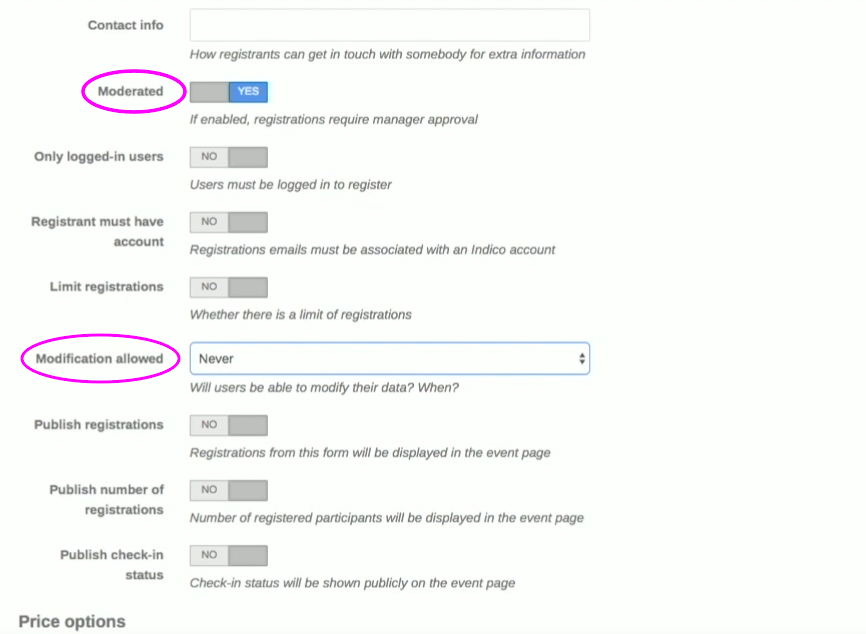 Contact info
How registrants can get in touch with somebody for extra information
Moderated YES
If enabled, registrations require manager approval
Only logged-in users NO
Users must be logged in to register
Registrant must have NO
account
Registrations emails must be associated with an Indico account
Limit registrations NO
Whether there is a limit of registrations
Modification allowed Never
Will users be able to modify their data? When?
Publish registrations NO
Registrations from this form will be displayed in the event page
Publish number of NO
registrations
Number of registered participants will be displayed in the event page
Publish check-in NO
status
Check-in status will be shown publicly on the event page
Price options